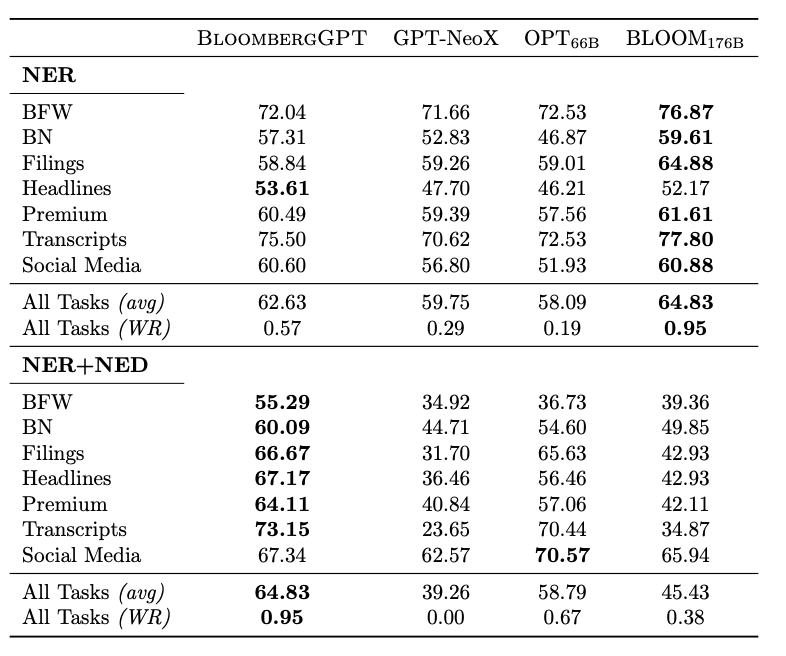 BLOOMBERGGPT GPT-NeoX OPT66B BLOOM176B
NER
BFW 72.04 71.66 72.53 76.87
BN 57.31 52.83 46.87 59.61
Filings 58.84 59.26 59.01 64.88
Headlines 53.61 47.70 46.21 52.17
Premium 60.49 59.39 57.56 61.61
Transcripts 75.50 70.62 72.53 77.80
Social Media 60.60 56.80 51.93 60.88
All Tasks (avg) 62.63 59.75 58.09 64.83
All Tasks (WR) 0.57 0.29 0.19 0.95
NER+NED
BFW 55.29 34.92 36.73 39.36
BN 60.09 44.71 54.60 49.85
Filings 66.67 31.70 65.63 42.93
Headlines 67.17 36.46 56.46 42.93
Premium 64.11 40.84 57.06 42.11
Transcripts 73.15 23.65 70.44 34.87
Social Media 67.34 62.57 70.57 65.94
All Tasks (avg) 64.83 39.26 58.79 45.43
All Tasks (WR) 0.95 0.00 0.67 0.38